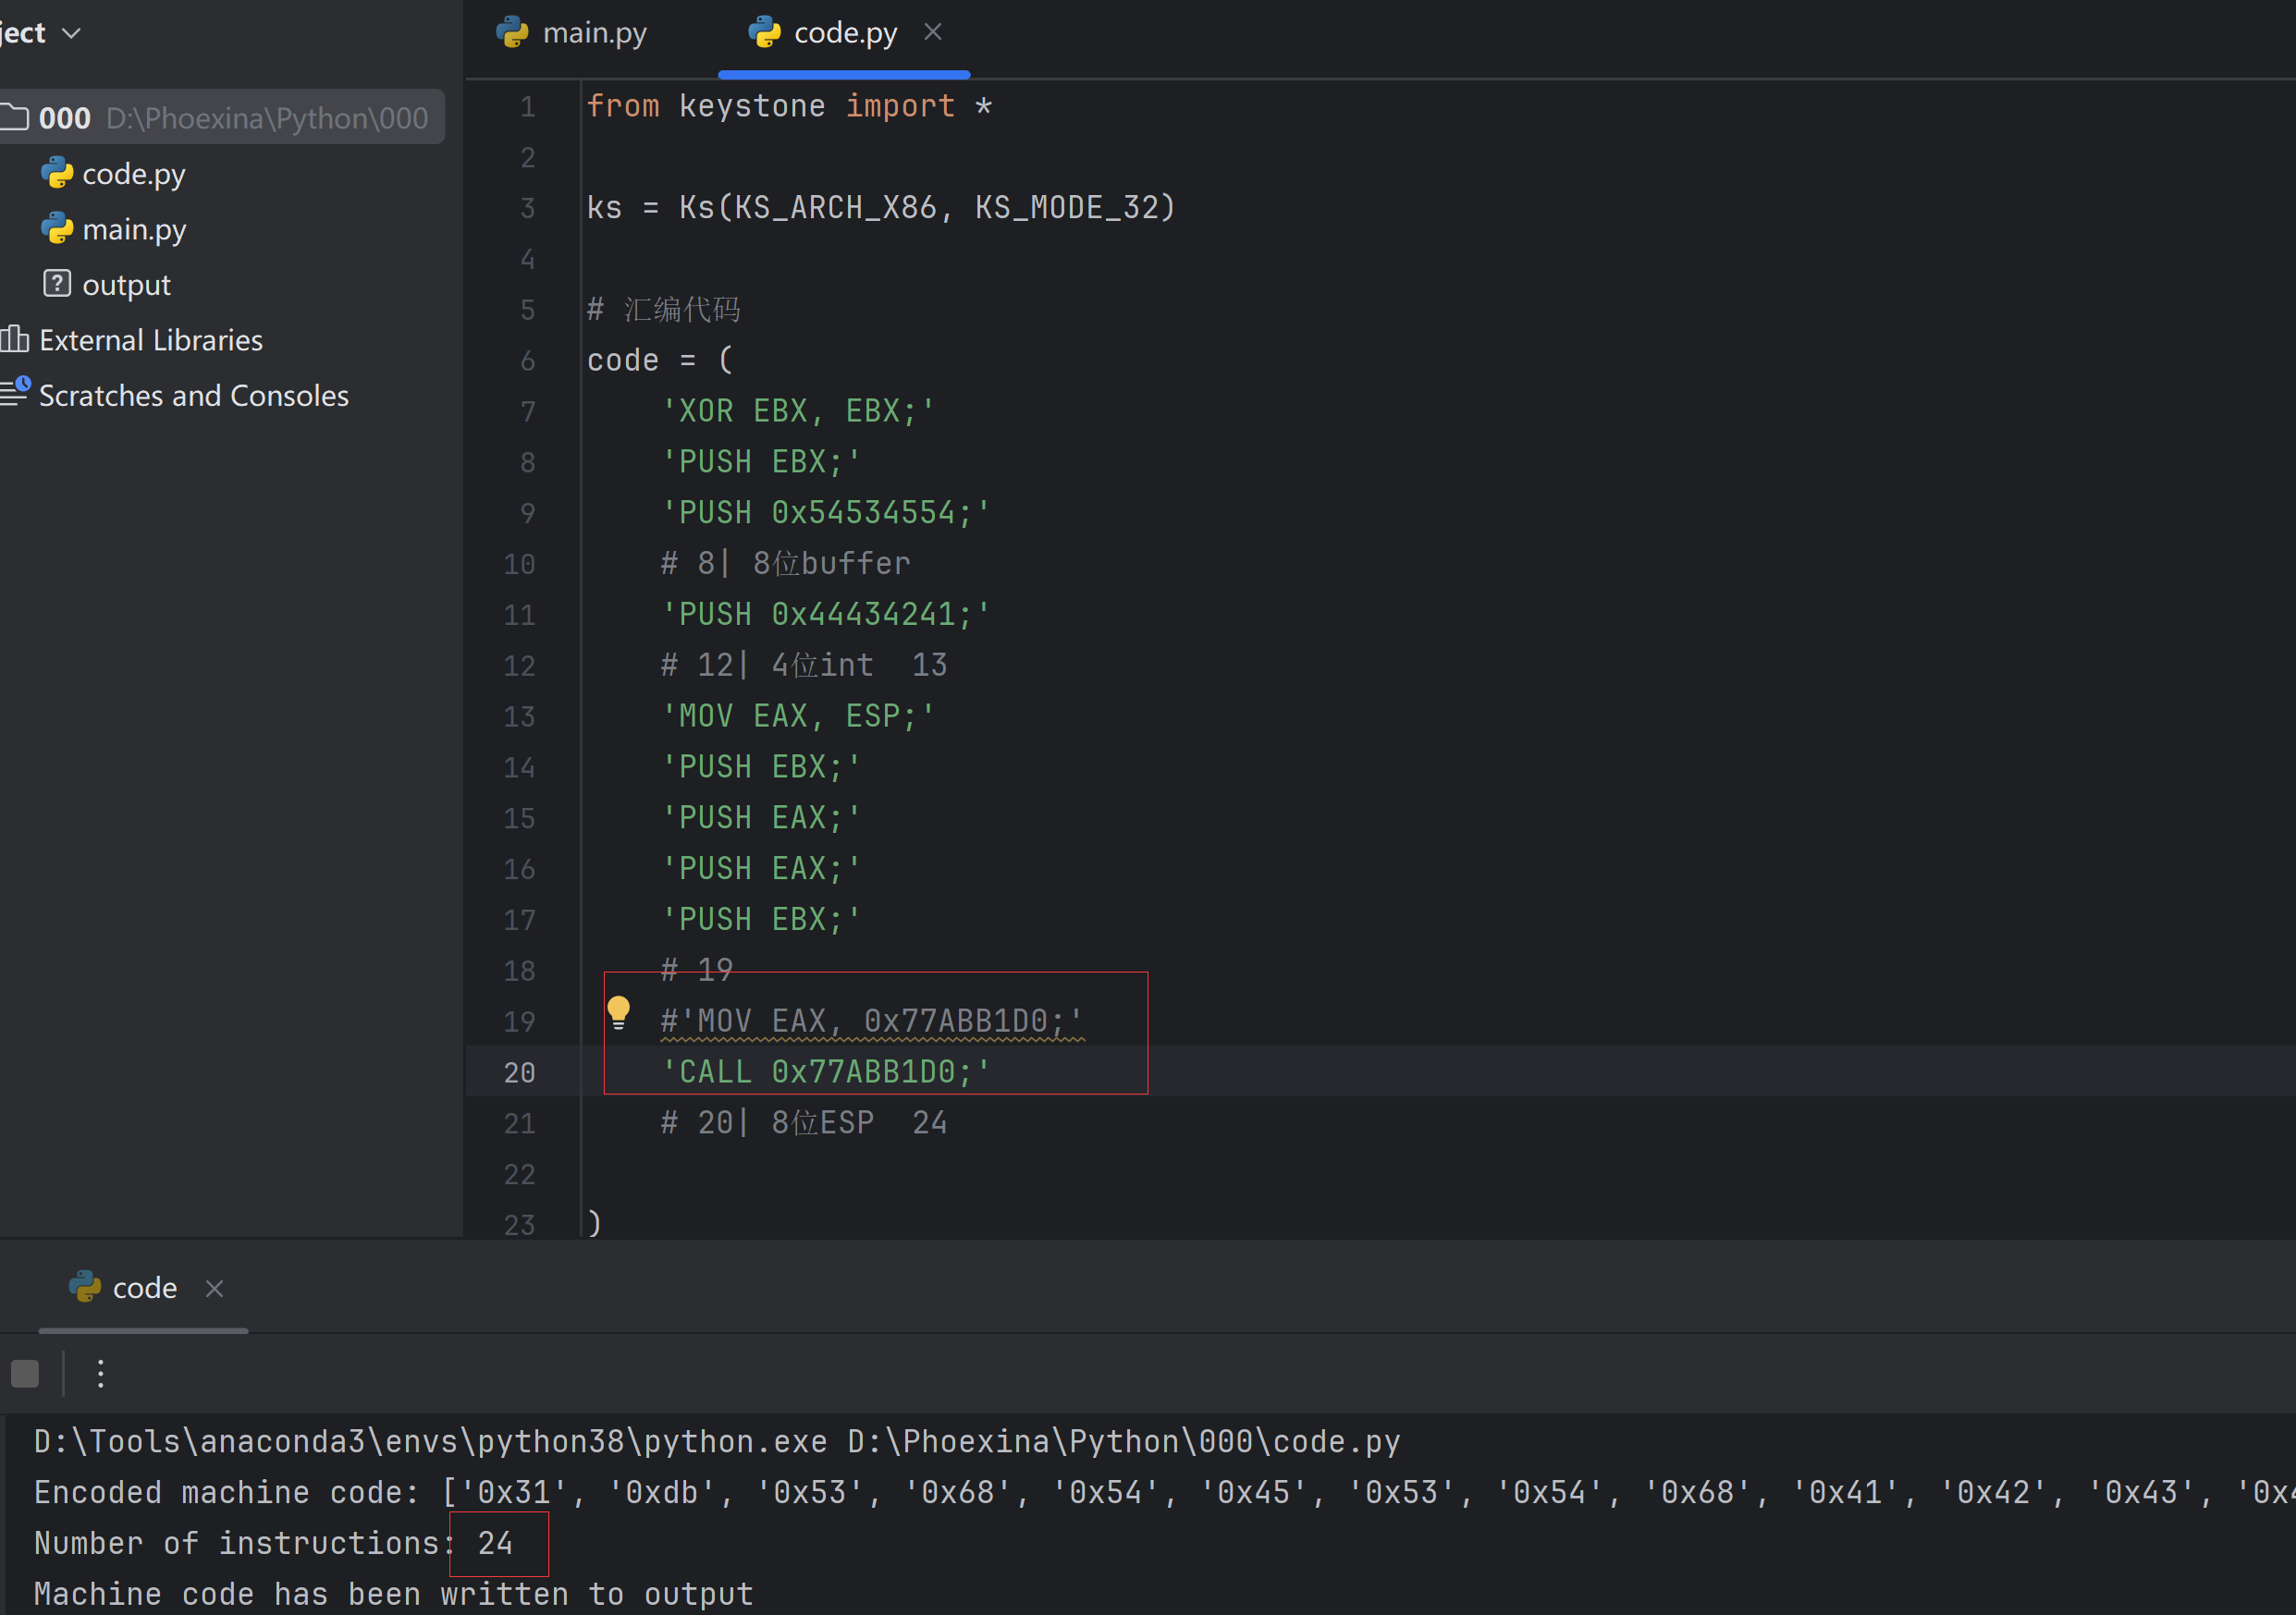 ject
main.py
code.py
000 D:\Phoexina\Python\000
code.py
main.py
output
External Libraries
Scratches and Consoles
1 from keystone import *
2
3 ks = Ks(KS_ARCH_X86, KS_MODE_32)
4
5 # 汇编代码
6 code = (
7 'XOR EBX, EBX;'
8 'PUSH EBX;'
9 'PUSH 0x54534554;'
10 # 8| 8位buffer
11 'PUSH 0x44434241;'
12 # 12| 4位int  13
13 'MOV EAX, ESP;'
14 'PUSH EBX;'
15 'PUSH EAX;'
16 'PUSH EAX;'
17 'PUSH EBX;'
18 # 19
19 #'MOV EAX, 0x77ABB1D0;'
20 'CALL 0x77ABB1D0;'
21 # 20| 8位ESP  24
22
23 )
code
D:\Tools\anaconda3\envs\python38\python.exe D:\Phoexina\Python\000\code.py
Encoded machine code: ['0x31', '0xdb', '0x53', '0x68', '0x54', '0x45', '0x53', '0x54', '0x68', '0x41', '0x42', '0x43', '0x4
Number of instructions: 24
Machine code has been written to output